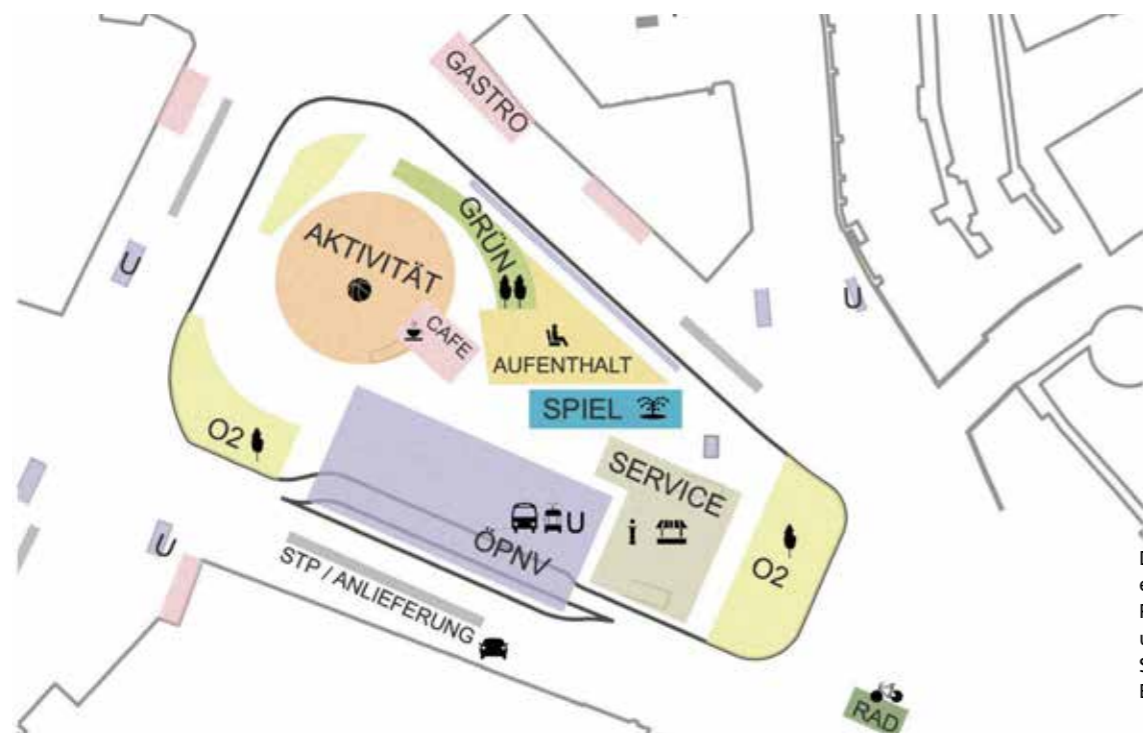 GASTRO
GRÜN
AKTIVITÄT
U
U
CAFE
AUFENTHALT
SPIEL
O2
SERVICE
i
U
ÖPNV
U
O2
STP / ANLIEFERUNG
RAD